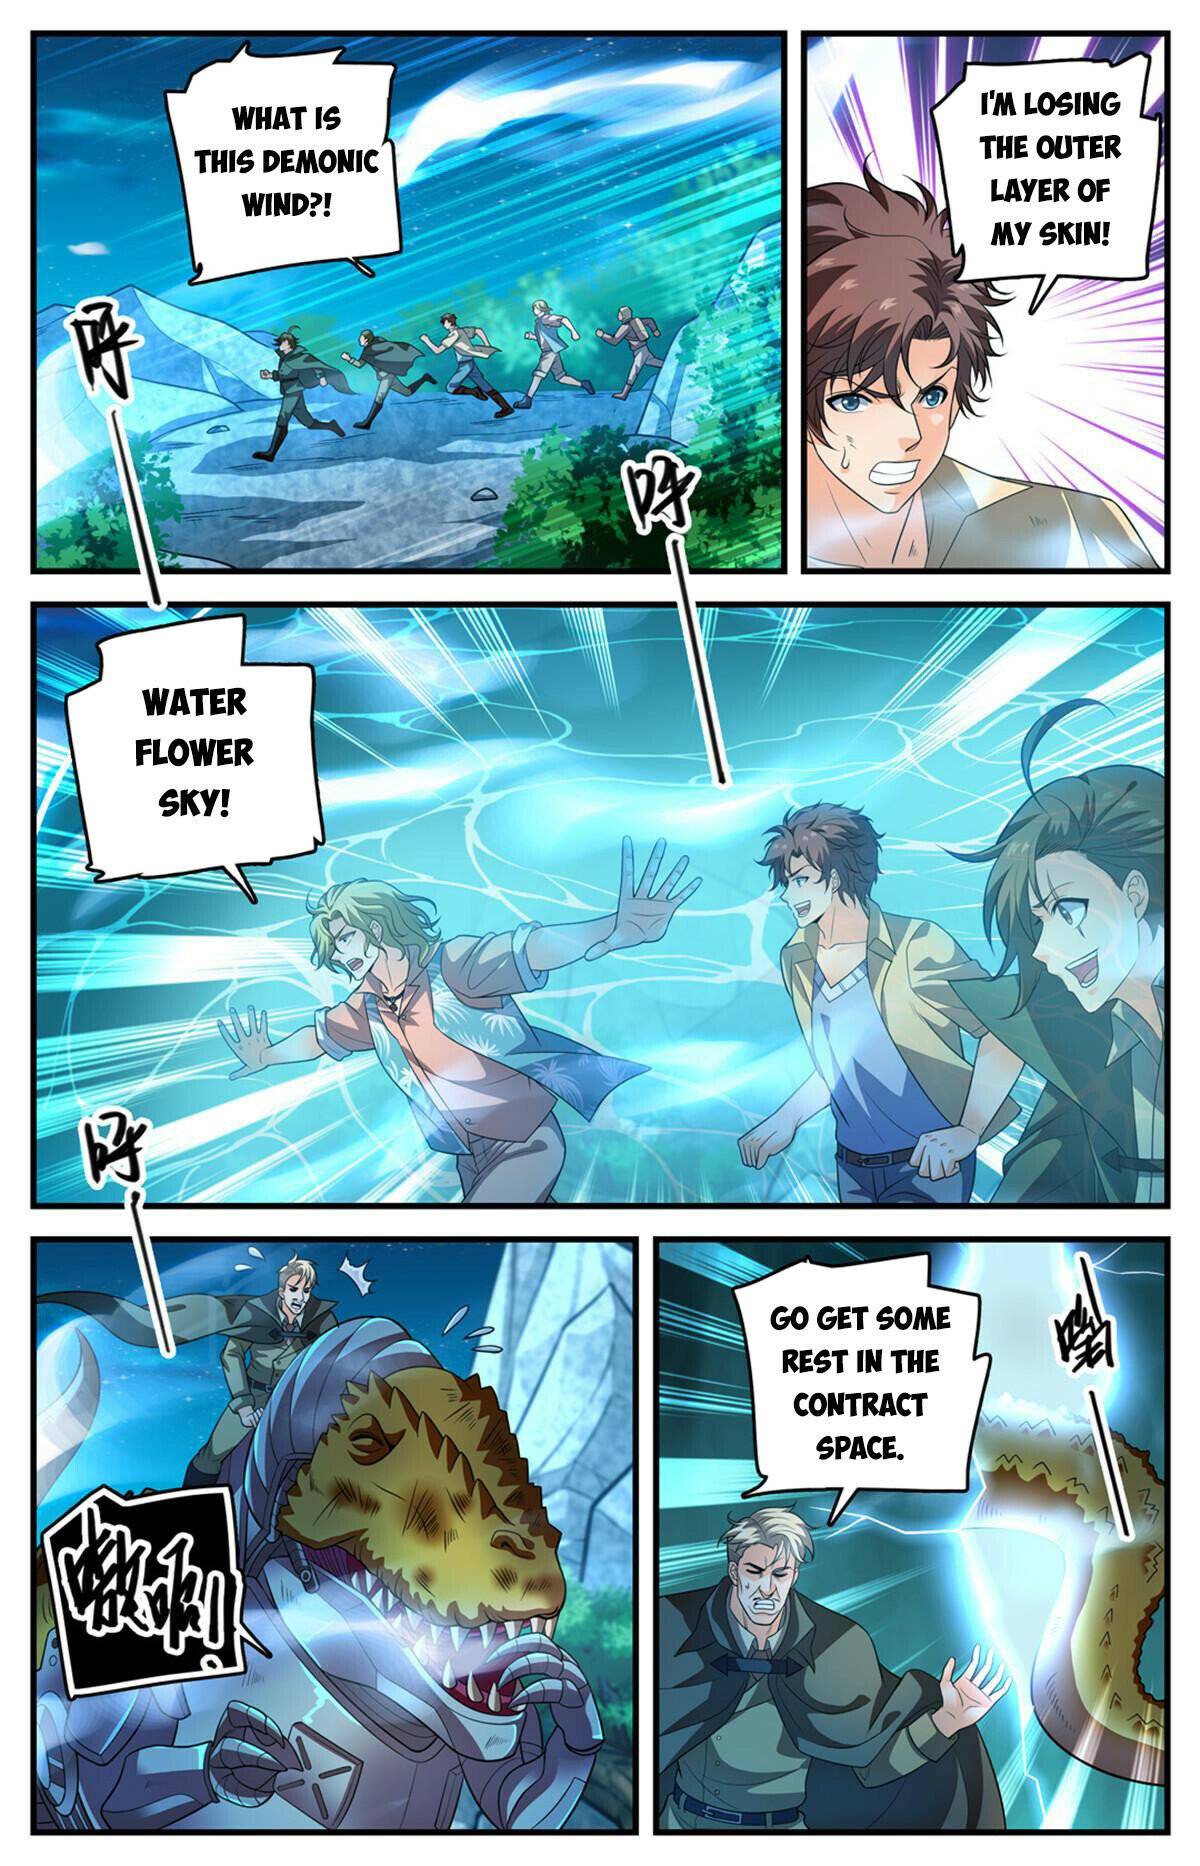 WHAT IS
THIS DEMONIC
WIND?!
I'M LOSING
THE OUTER
LAYER OF
MY SKIN!
呼
呼
WATER
FLOWER
SKY!
呼
GO GET SOME
REST IN THE
CONTRACT
SPACE.